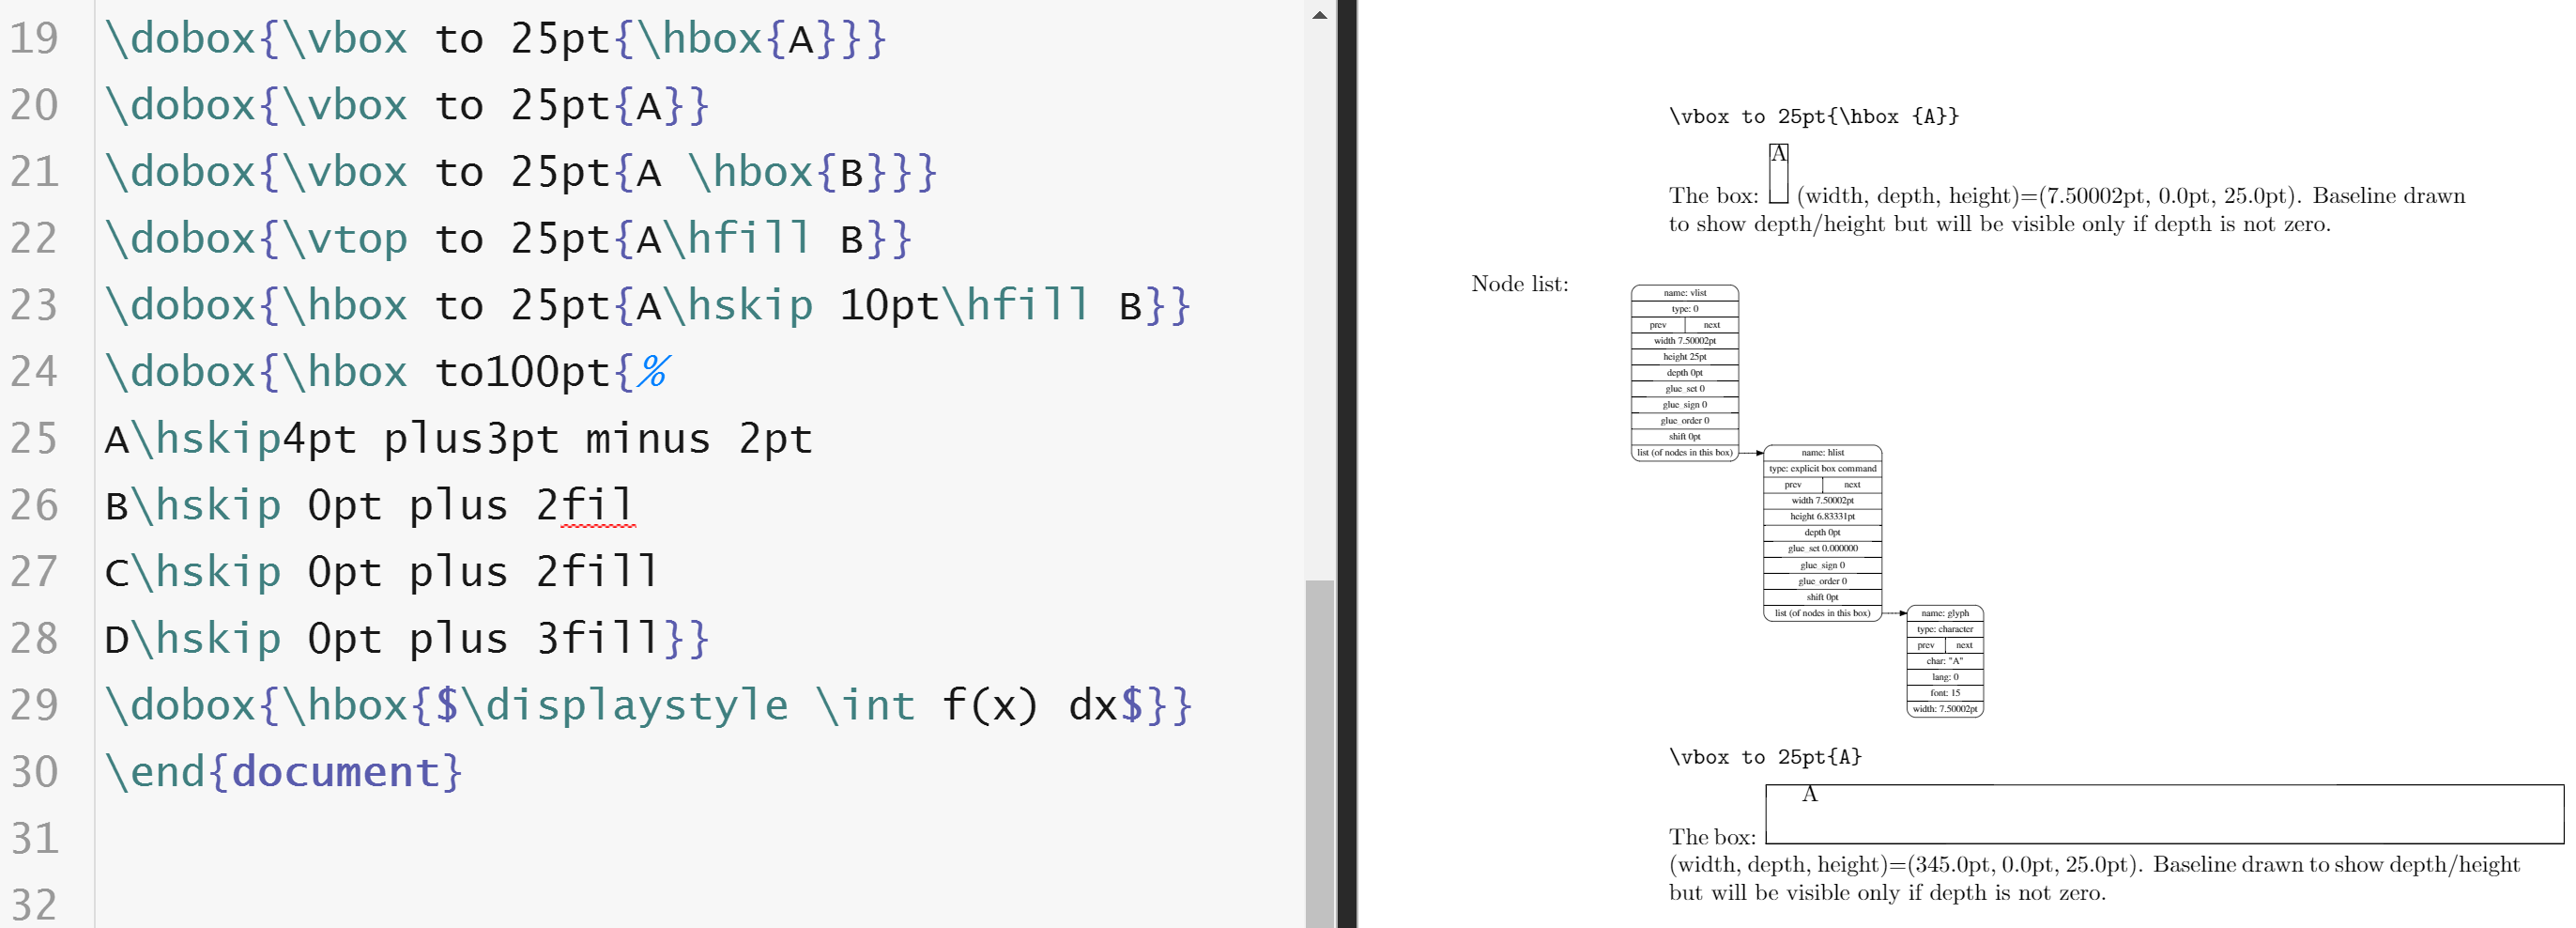 19 \dobox{\vbox to 25pt{\hbox{A}}}
20 \dobox{\vbox to 25pt{A}}
21 \dobox{\vbox to 25pt{A \hbox{B}}}
22 \dobox{\vtop to 25pt{A\hfill B}}
23 \dobox{\hbox to 25pt{A\hskip 10pt\hfill B}}
24 \dobox{\hbox to100pt{%
25 A\hskip4pt plus3pt minus 2pt
26 B\hskip 0pt plus 2fil
27 C\hskip 0pt plus 2fill
28 D\hskip 0pt plus 3fill}}
29 \dobox{\hbox{$\displaystyle \int f(x) dx$}}
30 \end{document}
31
32
\vbox to 25pt{\hbox {A}}
A
The box: (width, depth, height)=(7.50002pt, 0.0pt, 25.0pt). Baseline drawn
to show depth/height but will be visible only if depth is not zero.
Node list:
name: vlist
type: 0
prev next
width 7.50002pt
height 25pt
depth 0pt
glue_set 0
glue_sign 0
glue_order 0
shift 0pt
list (of nodes in this box)
name: hlist
type: explicit box command
prev next
width 7.50002pt
height 6.83331pt
depth 0pt
glue_set 0.000000
glue_sign 0
glue_order 0
shift 0pt
list (of nodes in this box)
name: glyph
type: character
prev next
char: "A"
lang: 0
font: 15
width: 7.50002pt
\vbox to 25pt{A}
A
The box:
(width, depth, height)=(345.0pt, 0.0pt, 25.0pt). Baseline drawn to show depth/height
but will be visible only if depth is not zero.